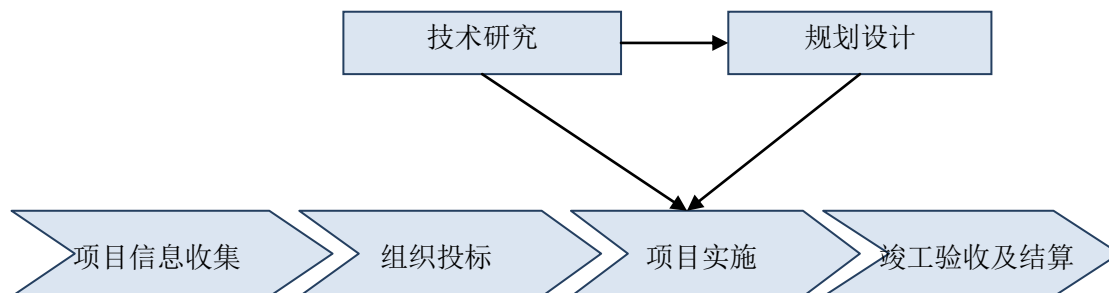 技术研究
规划设计
项目信息收集
组织投标
项目实施
竣工验收及结算